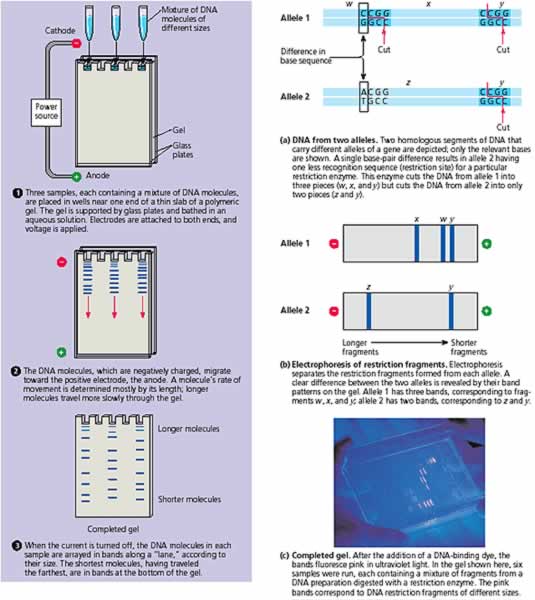 Mixture of DNA
molecules of
different sizes
Cathode
Power
source
Gel
Glass
plates
Anode
1 Three samples, each containing a mixture of DNA molecules,
are placed in wells near one end of a thin slab of a polymeric
gel. The gel is supported by glass plates and bathed in an
aqueous solution. Electrodes are attached to both ends, and
voltage is applied.
2 The DNA molecules, which are negatively charged, migrate
toward the positive electrode, the anode. A molecule's rate of
movement is determined mostly by its length; longer
molecules travel more slowly through the gel.
Longer molecules
Shorter molecules
Completed gel
3 When the current is turned off, the DNA molecules in each
sample are arrayed in bands along a "lane," according to
their size. The shortest molecules, having traveled
the farthest, are in bands at the bottom of the gel.
w x y
Allele 1
CCGG CCGG
GGCC GGCC
Cut Cut
Difference in
base sequence
z y
Allele 2
ACGG CCGG
TGCC GGCC
Cut
(a) DNA from two alleles. Two homologous segments of DNA that
carry different alleles of a gene are depicted; only the relevant bases
are shown. A single base-pair difference results in allele 2 having
one less recognition sequence (restriction site) for a particular
restriction enzyme. This enzyme cuts the DNA from allele 1 into
three pieces (w, x, and y) but cuts the DNA from allele 2 into only
two pieces (z and y).
x w y
Allele 1
z y
Allele 2
Longer
fragments
Shorter
fragments
(b) Electrophoresis of restriction fragments. Electrophoresis
separates the restriction fragments formed from each allele. A
clear difference between the two alleles is revealed by their band
patterns on the gel. Allele 1 has three bands, corresponding to frag-
ments w, x, and y; allele 2 has two bands, corresponding to z and y.
(c) Completed gel. After the addition of a DNA-binding dye, the
bands fluoresce pink in ultraviolet light. In the gel shown here, six
samples were run, each containing a mixture of fragments from a
DNA preparation digested with a restriction enzyme. The pink
bands correspond to DNA restriction fragments of different sizes.